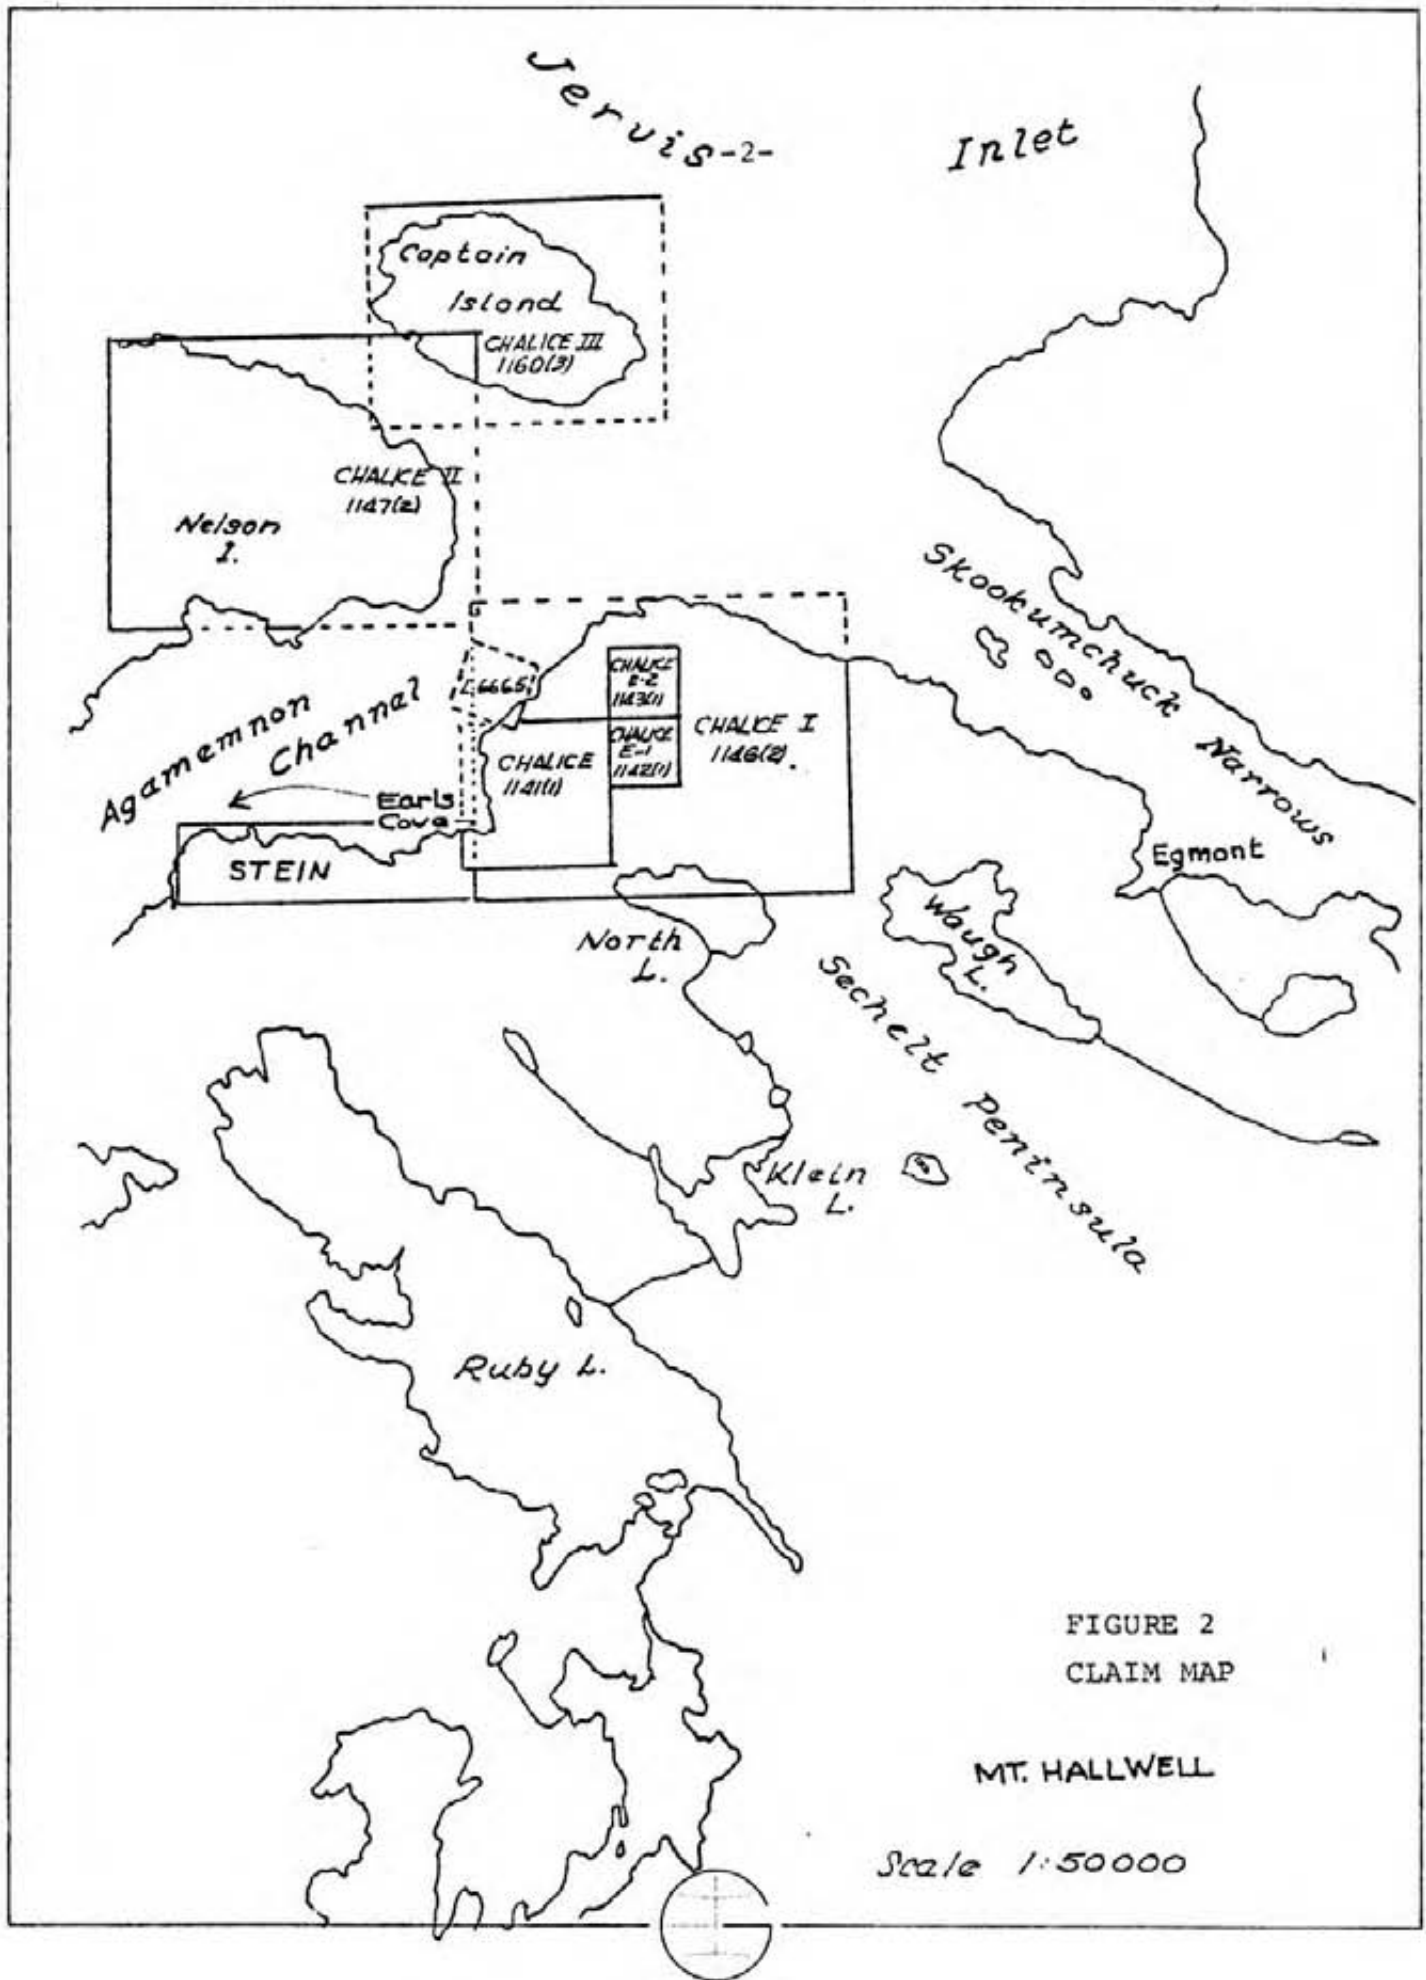 Jervis
-2-
Inlet
Captain
Island
CHALICE III
1160(3)
CHALICE II
1147(2)
Nelson
I.
Skookumchuck Narrows
L6665
CHALICE
E-2
1143(1)
CHALICE I
1146(2)
CHALICE
E-1
1142(1)
CHALICE
1141(1)
Agamemnon
Channel
Earls
Cove
STEIN
Egmont
Waugh
L.
North
L.
Sechelt Peninsula
Klein
L.
Ruby L.
FIGURE 2
CLAIM MAP
MT. HALLWELL
Scale 1:50000